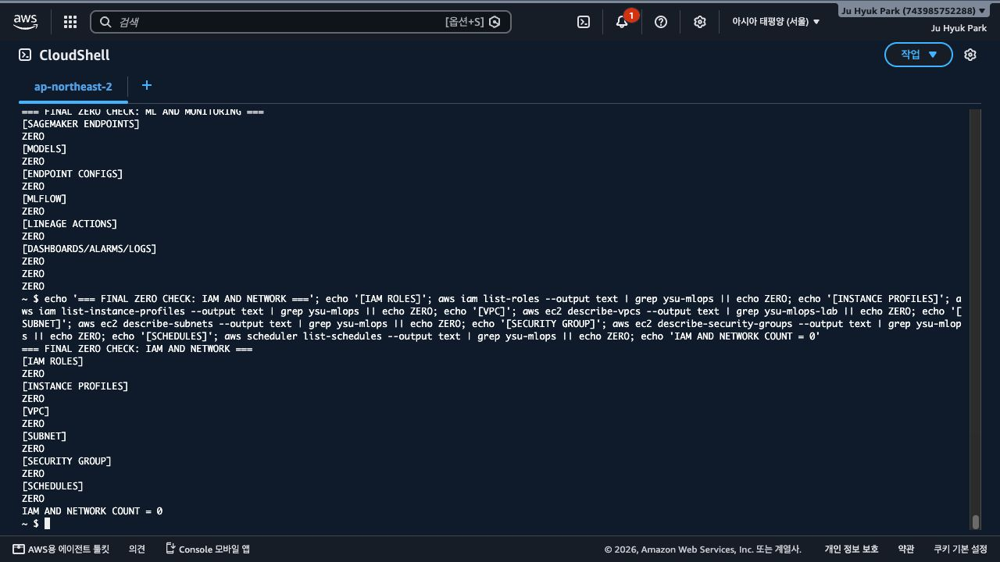 aws
검색
[옵션+S]
1
아시아 태평양 (서울) ▼
Ju Hyuk Park (743985752288) ▼
Ju Hyuk Park
CloudShell
작업 ▼
ap-northeast-2
+
=== FINAL ZERO CHECK: ML AND MONITORING ===
[SAGEMAKER ENDPOINTS]
ZERO
[MODELS]
ZERO
[ENDPOINT CONFIGS]
ZERO
[MLFLOW]
ZERO
[LINEAGE ACTIONS]
ZERO
[DASHBOARDS/ALARMS/LOGS]
ZERO
ZERO
ZERO
~ $ echo '=== FINAL ZERO CHECK: IAM AND NETWORK ==='; echo '[IAM ROLES]'; aws iam list-roles --output text | grep ysu-mlops || echo ZERO; echo '[INSTANCE PROFILES]'; a
ws iam list-instance-profiles --output text | grep ysu-mlops || echo ZERO; echo '[VPC]'; aws ec2 describe-vpcs --output text | grep ysu-mlops-lab || echo ZERO; echo '[
SUBNET]'; aws ec2 describe-subnets --output text | grep ysu-mlops || echo ZERO; echo '[SECURITY GROUP]'; aws ec2 describe-security-groups --output text | grep ysu-mlop
s || echo ZERO; echo '[SCHEDULES]'; aws scheduler list-schedules --output text | grep ysu-mlops || echo ZERO; echo 'IAM AND NETWORK COUNT = 0'
=== FINAL ZERO CHECK: IAM AND NETWORK ===
[IAM ROLES]
ZERO
[INSTANCE PROFILES]
ZERO
[VPC]
ZERO
[SUBNET]
ZERO
[SECURITY GROUP]
ZERO
[SCHEDULES]
ZERO
IAM AND NETWORK COUNT = 0
~ $
AWS용 에이전트 툴킷
의견
Console 모바일 앱
© 2026, Amazon Web Services, Inc. 또는 계열사.
개인 정보 보호
약관
쿠키 기본 설정